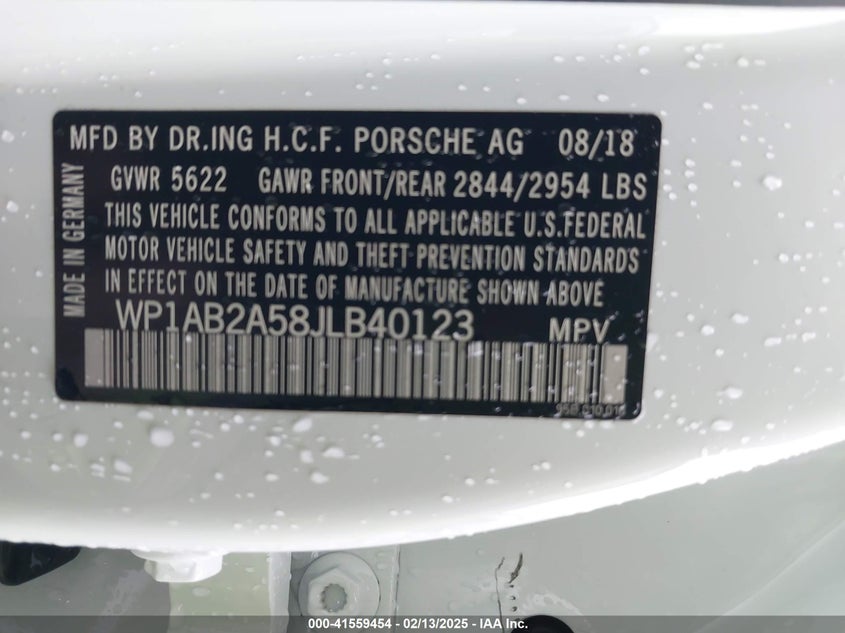 MFD BY DR.ING H.C.F. PORSCHE AG 08/18
GVWR 5622 GAWR FRONT/REAR 2844/2954 LBS
THIS VEHICLE CONFORMS TO ALL APPLICABLE U.S.FEDERAL
MOTOR VEHICLE SAFETY AND THEFT PREVENTION STANDARDS
IN EFFECT ON THE DATE OF MANUFACTURE SHOWN ABOVE
MADE IN GERMANY
WP1AB2A58JLB40123 MPV
000-41559454 - 02/13/2025 - IAA Inc.